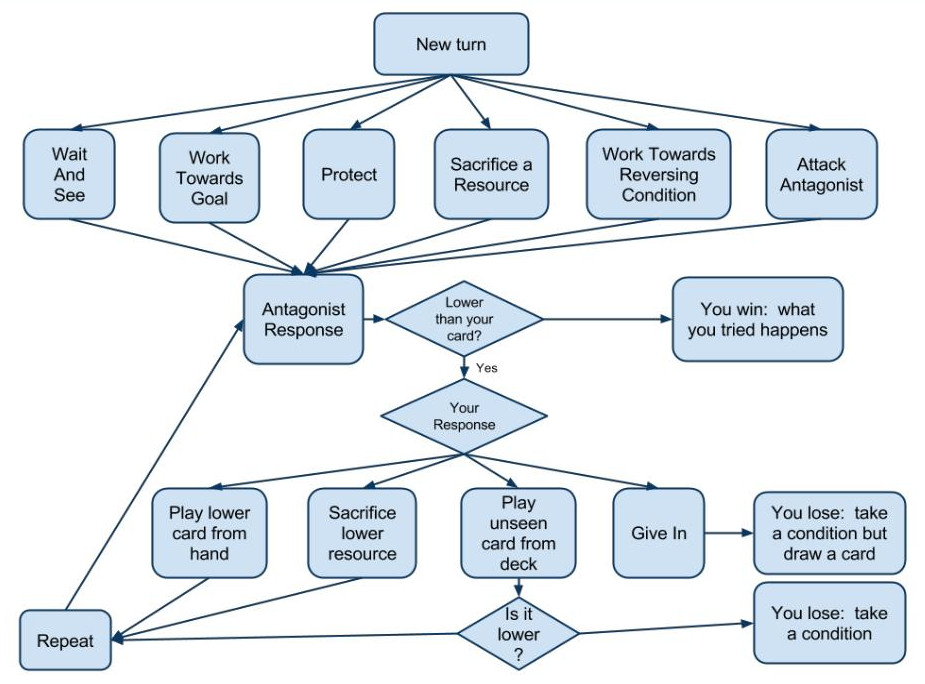 New turn
Wait
And
See
Work
Towards
Goal
Protect
Sacrifice a
Resource
Work Towards
Reversing
Condition
Attack
Antagonist
Antagonist
Response
Lower
than your
card?
You win:  what
you tried happens
Yes
Your
Response
Play lower
card from
hand
Sacrifice
lower
resource
Play
unseen
card from
deck
Give In
You lose:  take
a condition but
draw a card
Repeat
Is it
lower
?
You lose:  take
a condition